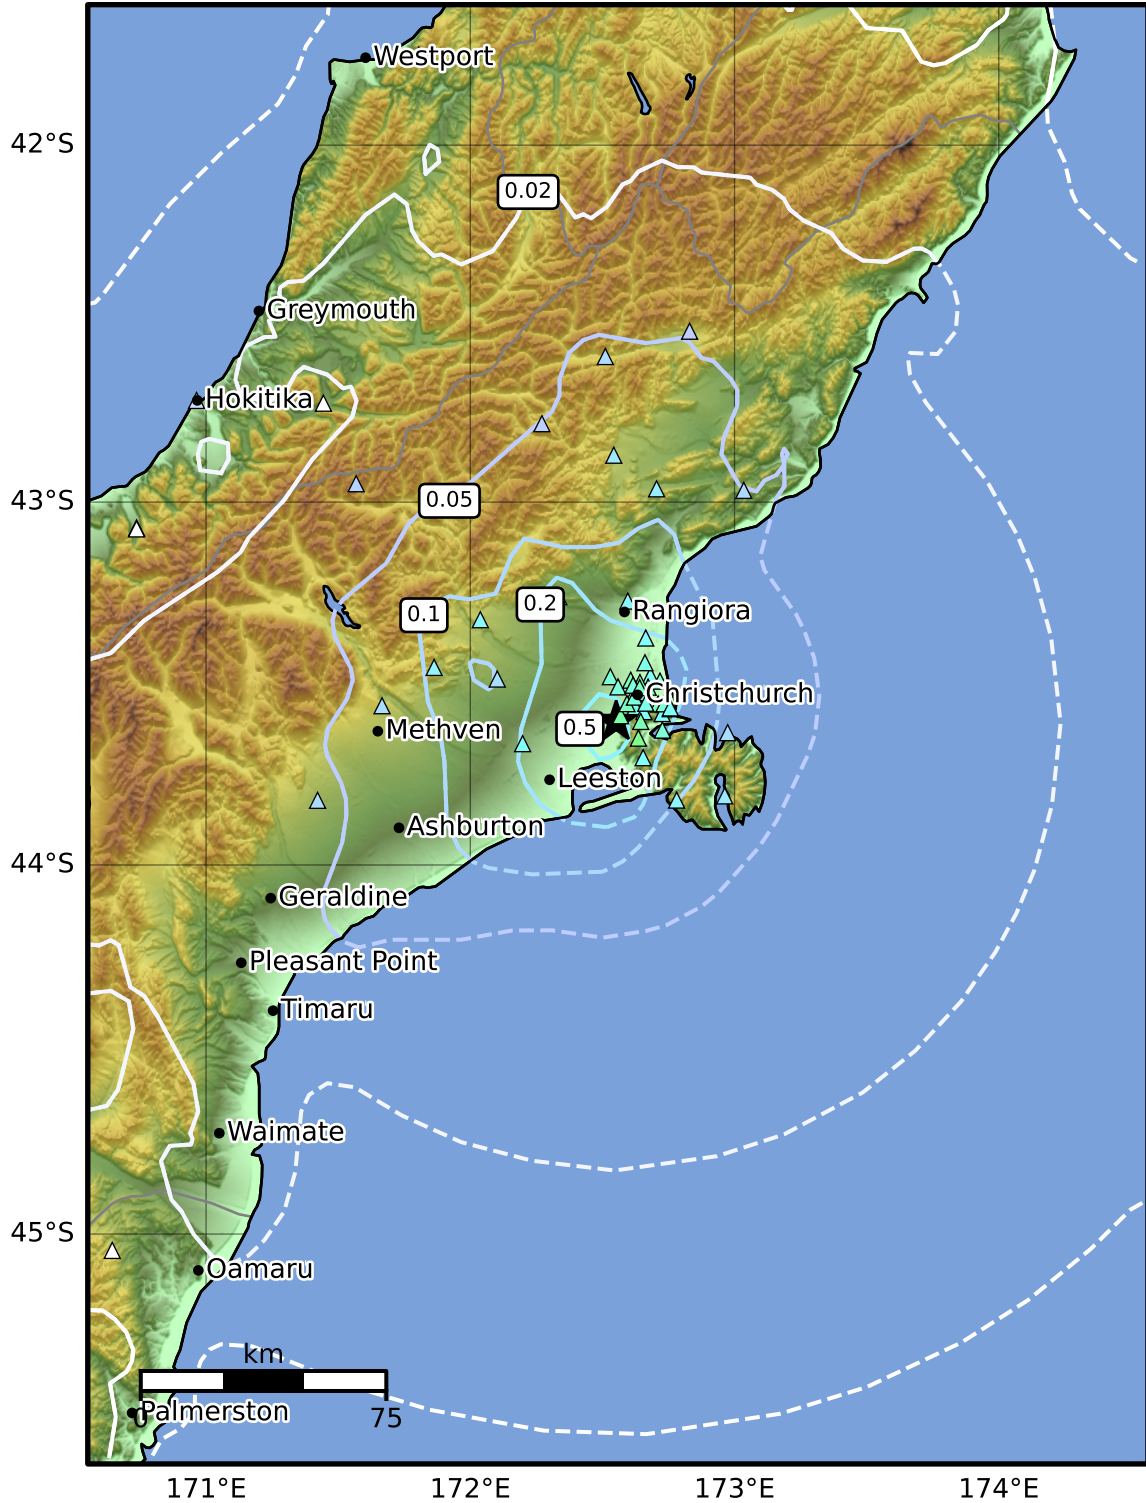 Westport
42°S
0.02
Greymouth
Hokitika
43°S
0.05
0.1
0.2
Rangiora
Christchurch
0.5
Methven
Leeston
Ashburton
44°S
Geraldine
Pleasant Point
Timaru
Waimate
45°S
Oamaru
km
0
75
Palmerston
171°E
172°E
173°E
174°E